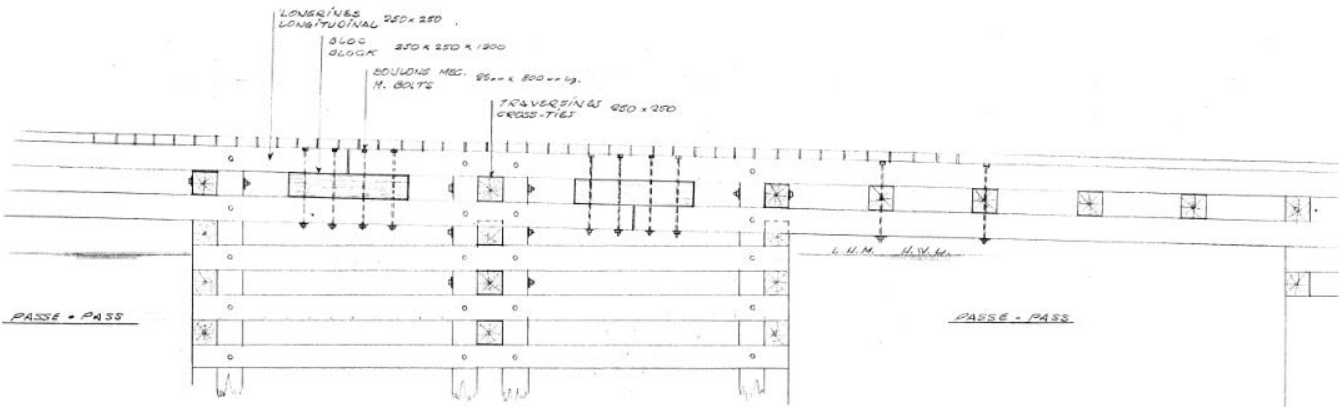 LONGRINES 250 x 250
LONGITUDINAL
BLOC
BLOCK 250 x 250 x 1200
BOULONS MEC.
M. BOLTS
TRAVERSINES 250 x 250
CROSS-TIES
L.H.M. H.W.L.
PASSE - PASS
PASSE - PASS